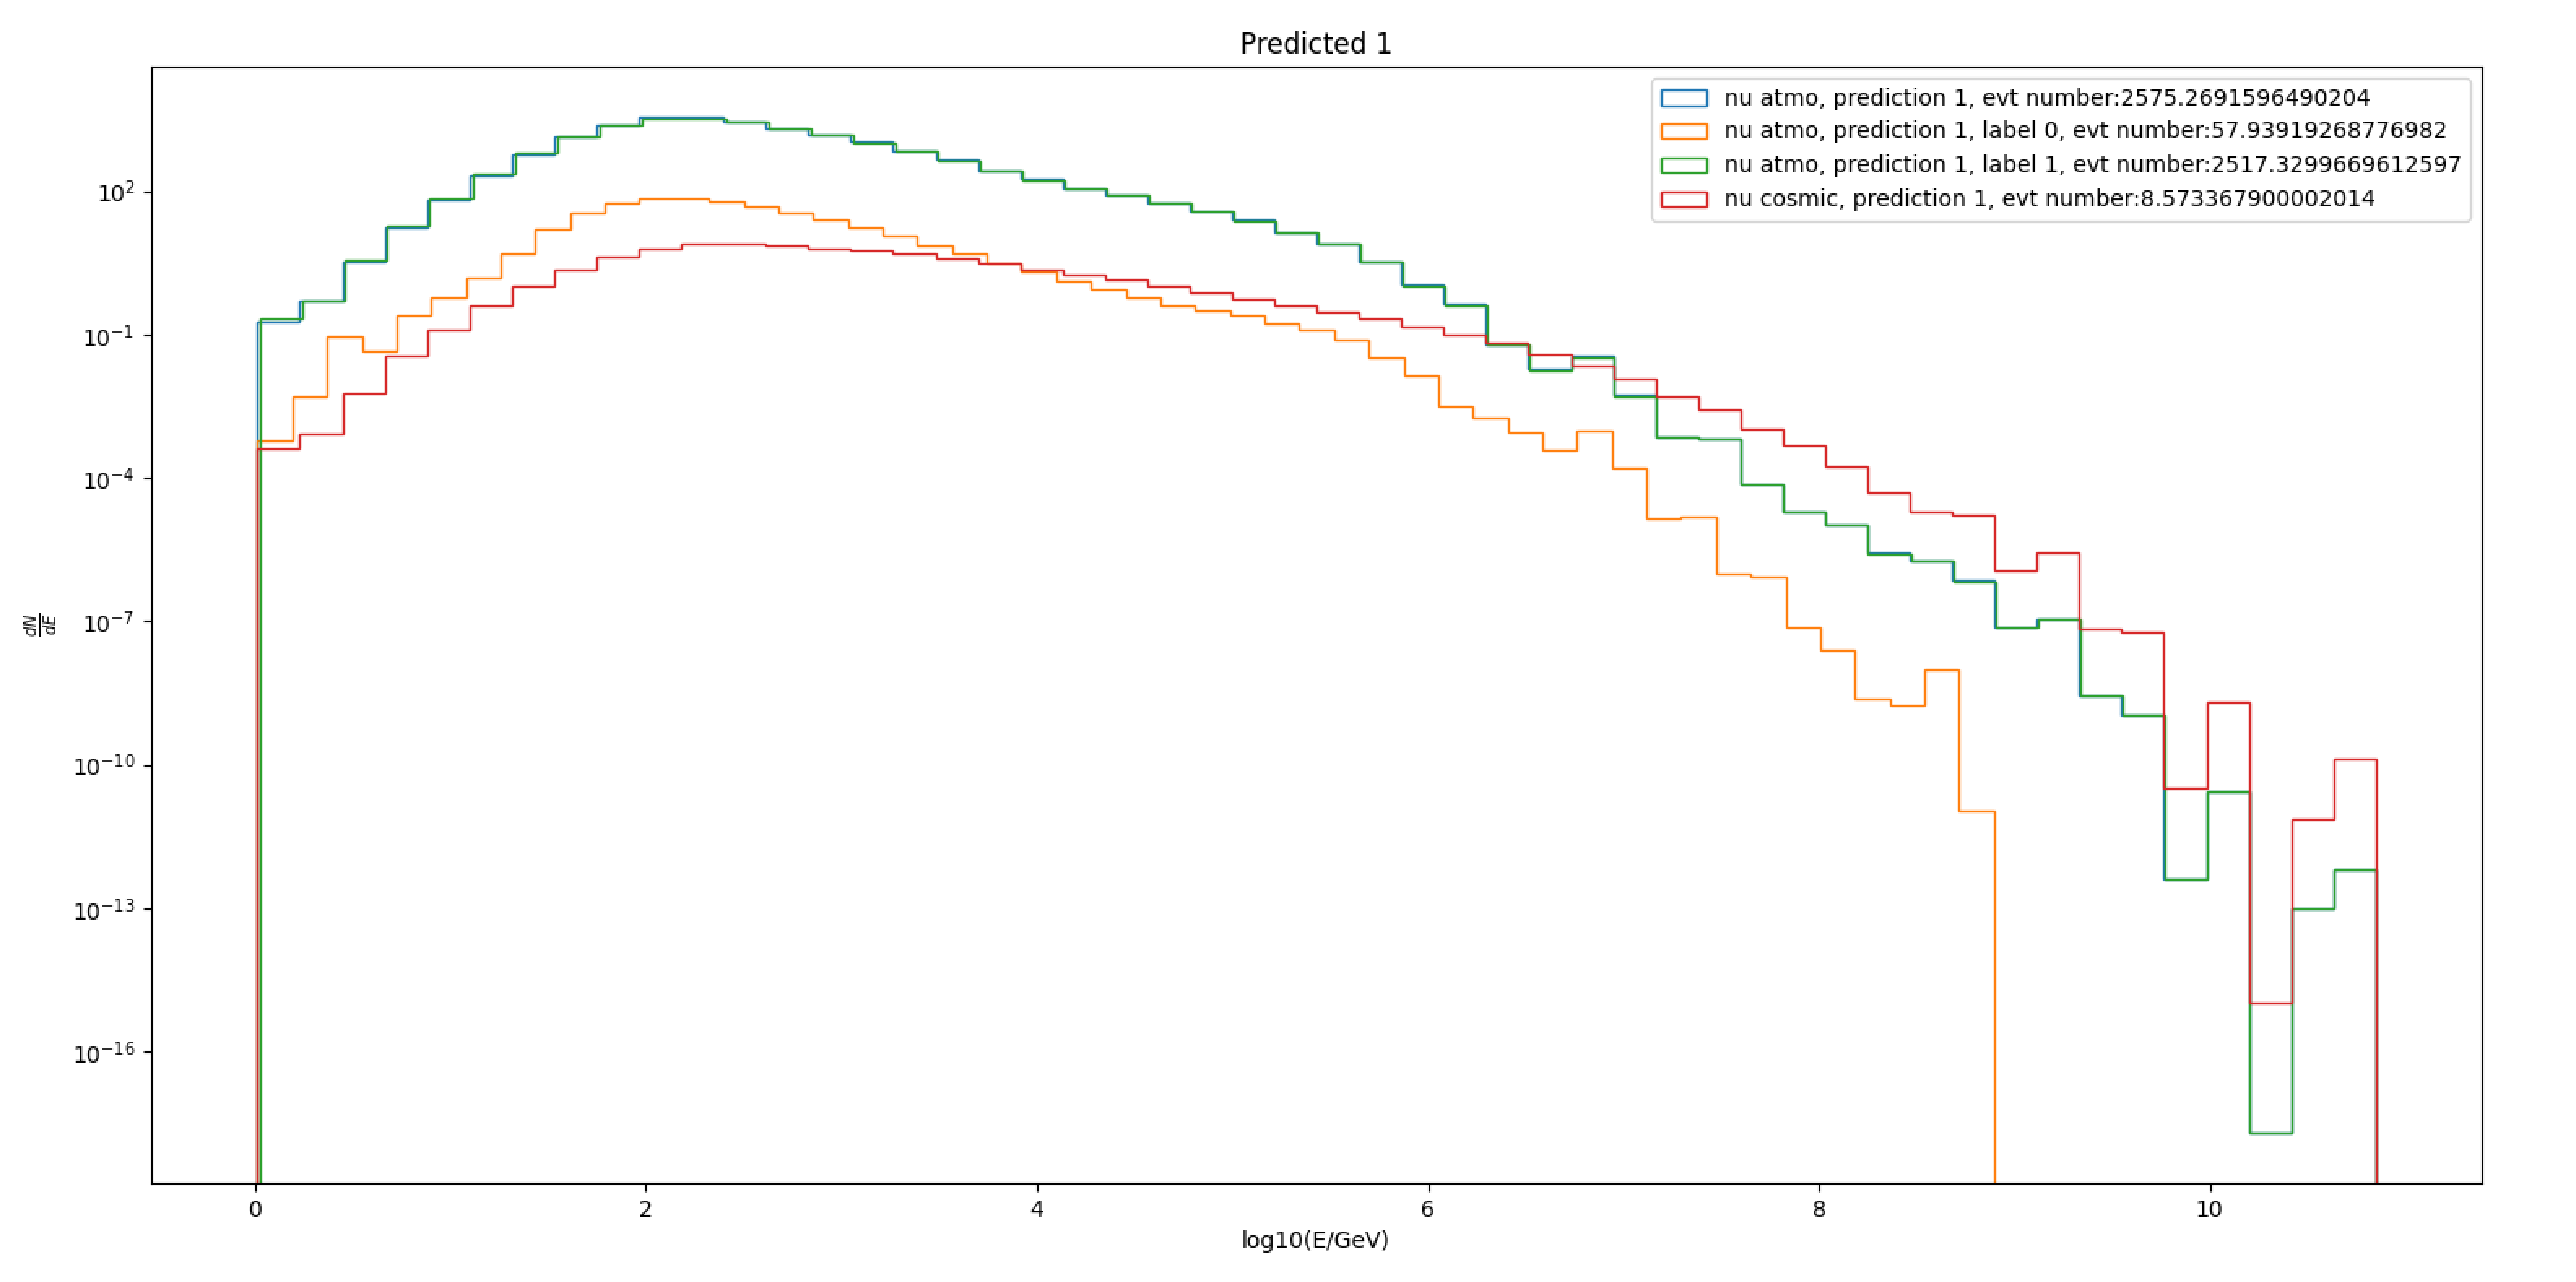 Predicted 1
nu atmo, prediction 1, evt number:2575.2691596490204
nu atmo, prediction 1, label 0, evt number:57.93919268776982
nu atmo, prediction 1, label 1, evt number:2517.3299669612597
nu cosmic, prediction 1, evt number:8.573367900002014
10²
10⁻¹
10⁻⁴
10⁻⁷
10⁻¹⁰
10⁻¹³
10⁻¹⁶
dN
dE
0 2 4 6 8 10
log10(E/GeV)